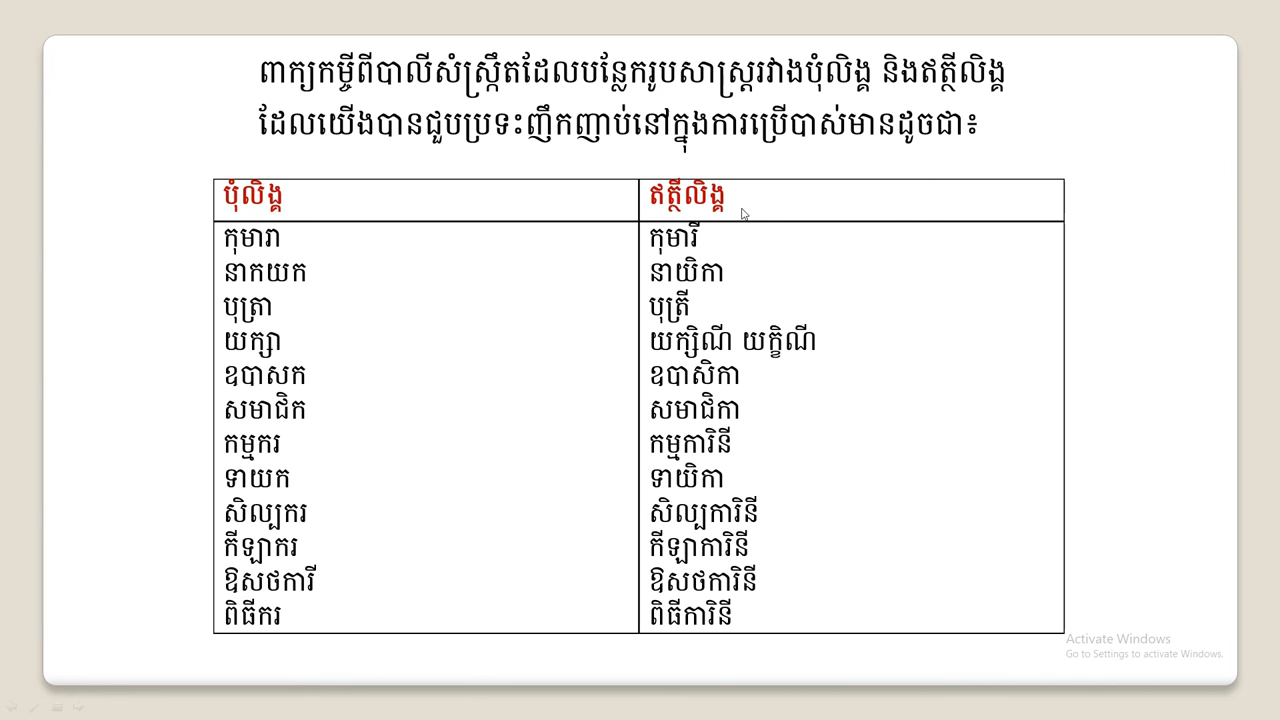 ពាក្យកម្ចីពីបាលីសំស្ក្រឹតដែលបន្លែករូបសាស្ត្ររវាងបុំលិង្គ និងឥត្ថីលិង្គ
ដែលយើងបានជួបប្រទះញឹកញាប់នៅក្នុងការប្រើបាស់មានដូចជា៖
បុំលិង្គ ឥត្ថីលិង្គ
កុមារា កុមារី
នាកយក នាយិកា
បុត្រា បុត្រី
យក្សា យក្សិណី យក្ខិណី
ឧបាសក ឧបាសិកា
សមាជិក សមាជិកា
កម្មករ កម្មការិនី
ទាយក ទាយិកា
សិល្បករ សិល្បការិនី
កីឡាករ កីឡាការិនី
ឱសថការី ឱសថការិនី
ពិធីករ ពិធីការិនី
Activate Windows
Go to Settings to activate Windows.